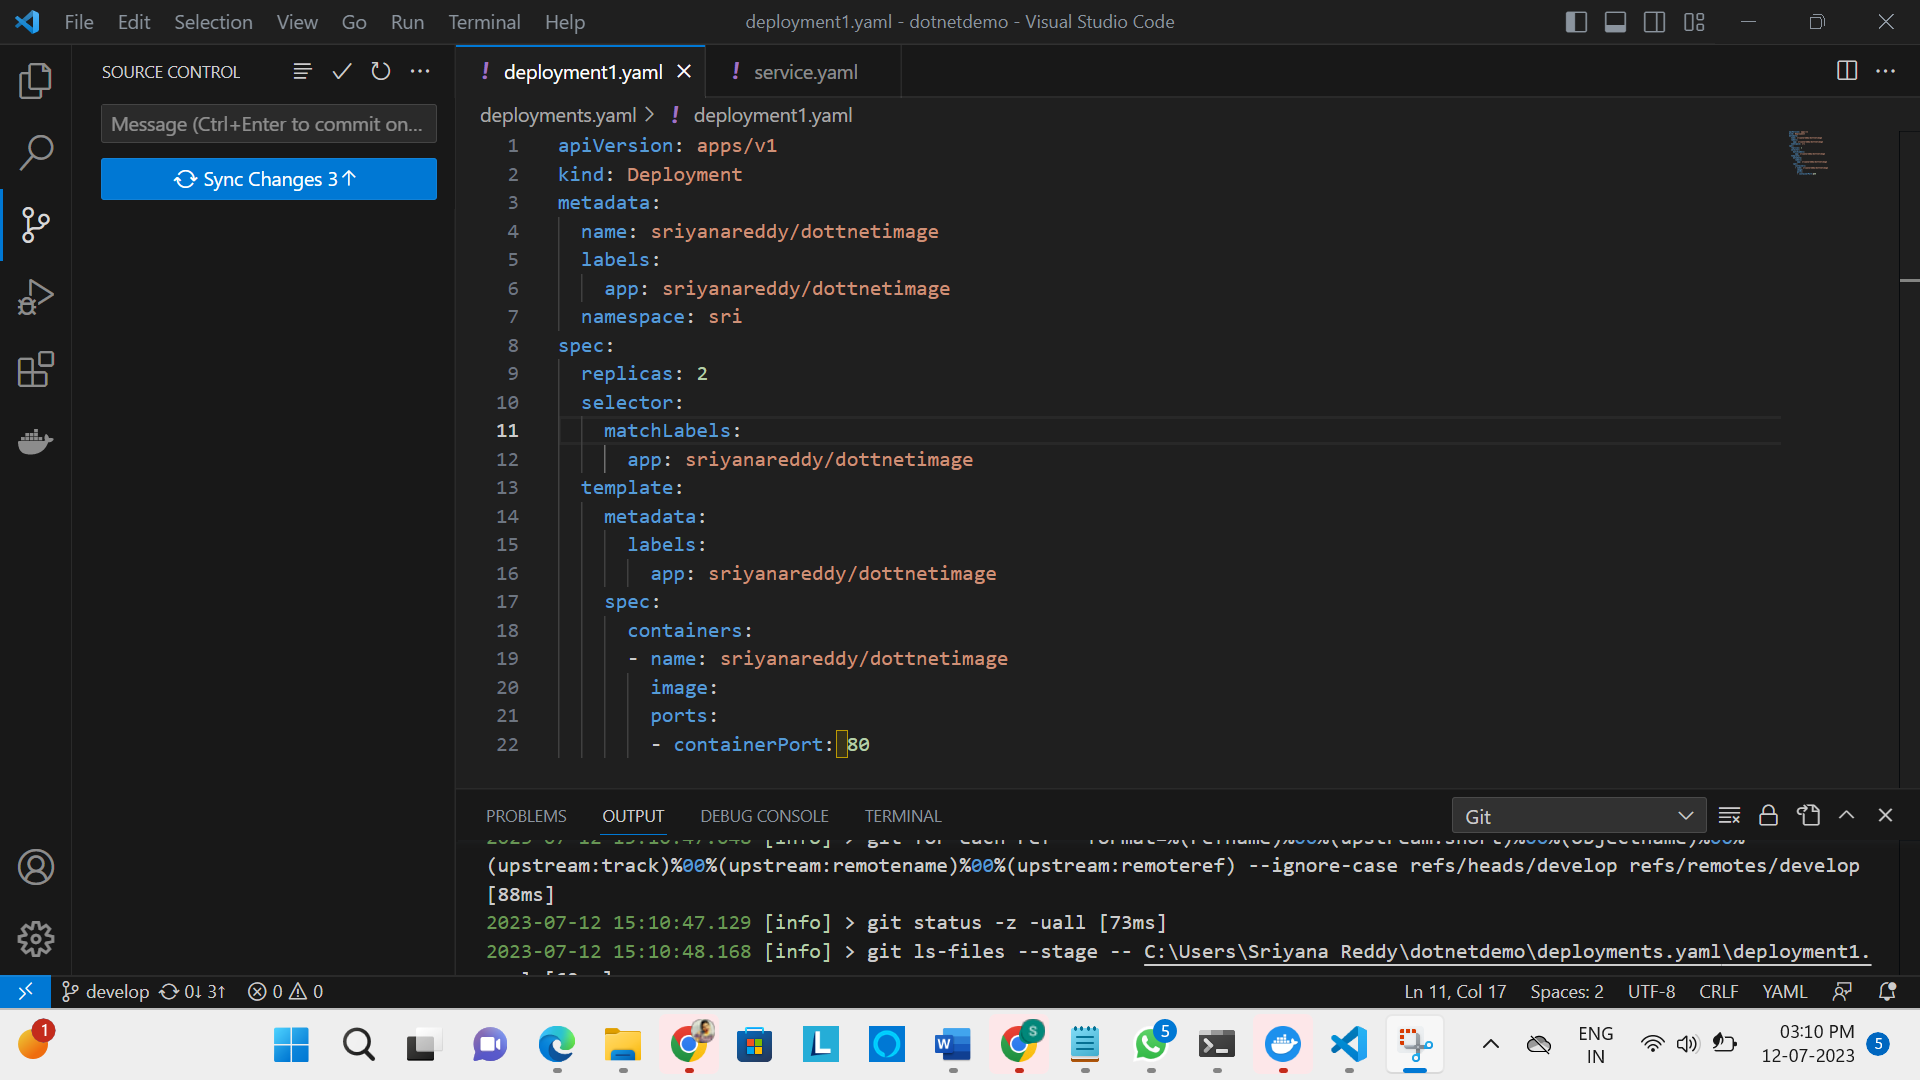 File Edit Selection View Go Run Terminal Help
deployment1.yaml - dotnetdemo - Visual Studio Code
SOURCE CONTROL
Message (Ctrl+Enter to commit on...
Sync Changes 3↑
! deployment1.yaml
! service.yaml
deployments.yaml > ! deployment1.yaml
1 apiVersion: apps/v1
2 kind: Deployment
3 metadata:
4 name: sriyanareddy/dottnetimage
5 labels:
6 app: sriyanareddy/dottnetimage
7 namespace: sri
8 spec:
9 replicas: 2
10 selector:
11 matchLabels:
12 app: sriyanareddy/dottnetimage
13 template:
14 metadata:
15 labels:
16 app: sriyanareddy/dottnetimage
17 spec:
18 containers:
19 - name: sriyanareddy/dottnetimage
20 image:
21 ports:
22 - containerPort: 80
PROBLEMS OUTPUT DEBUG CONSOLE TERMINAL
Git
(upstream:track)%00%(upstream:remotename)%00%(upstream:remoteref) --ignore-case refs/heads/develop refs/remotes/develop
[88ms]
2023-07-12 15:10:47.129 [info] > git status -z -uall [73ms]
2023-07-12 15:10:48.168 [info] > git ls-files --stage -- C:\Users\Sriyana Reddy\dotnetdemo\deployments.yaml\deployment1.
develop 0↓ 3↑ 0 0
Ln 11, Col 17 Spaces: 2 UTF-8 CRLF YAML
1
L
W
S
5
ENG
IN
03:10 PM
12-07-2023
5